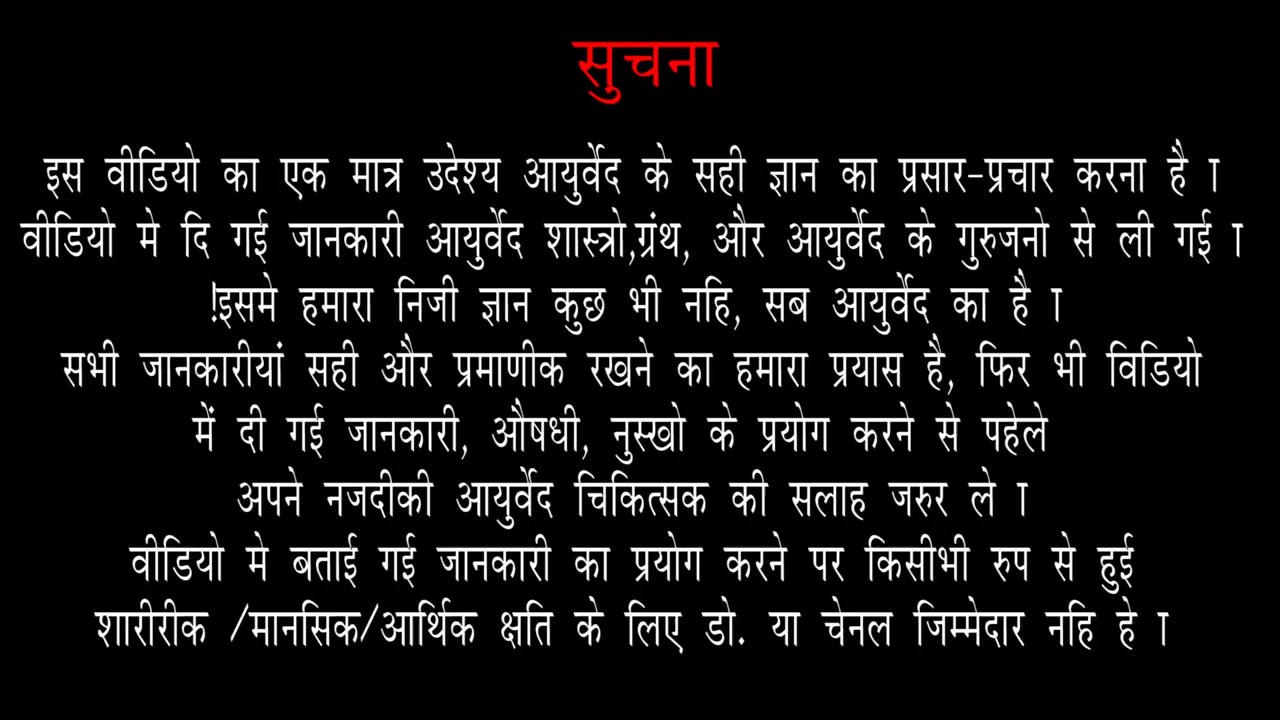 सुचना
इस वीडियो का एक मात्र उदेश्य आयुर्वेद के सही ज्ञान का प्रसार-प्रचार करना है ।
वीडियो मे दि गई जानकारी आयुर्वेद शास्त्रो,ग्रंथ, और आयुर्वेद के गुरुजनो से ली गई ।
!इसमे हमारा निजी ज्ञान कुछ भी नहि, सब आयुर्वेद का है ।
सभी जानकारीयां सही और प्रमाणीक रखने का हमारा प्रयास है, फिर भी विडियो
में दी गई जानकारी, औषधी, नुस्खो के प्रयोग करने से पहेले
अपने नजदीकी आयुर्वेद चिकित्सक की सलाह जरुर ले ।
वीडियो मे बताई गई जानकारी का प्रयोग करने पर किसीभी रुप से हुई
शारीरीक /मानसिक/आर्थिक क्षति के लिए डो. या चेनल जिम्मेदार नहि हे ।